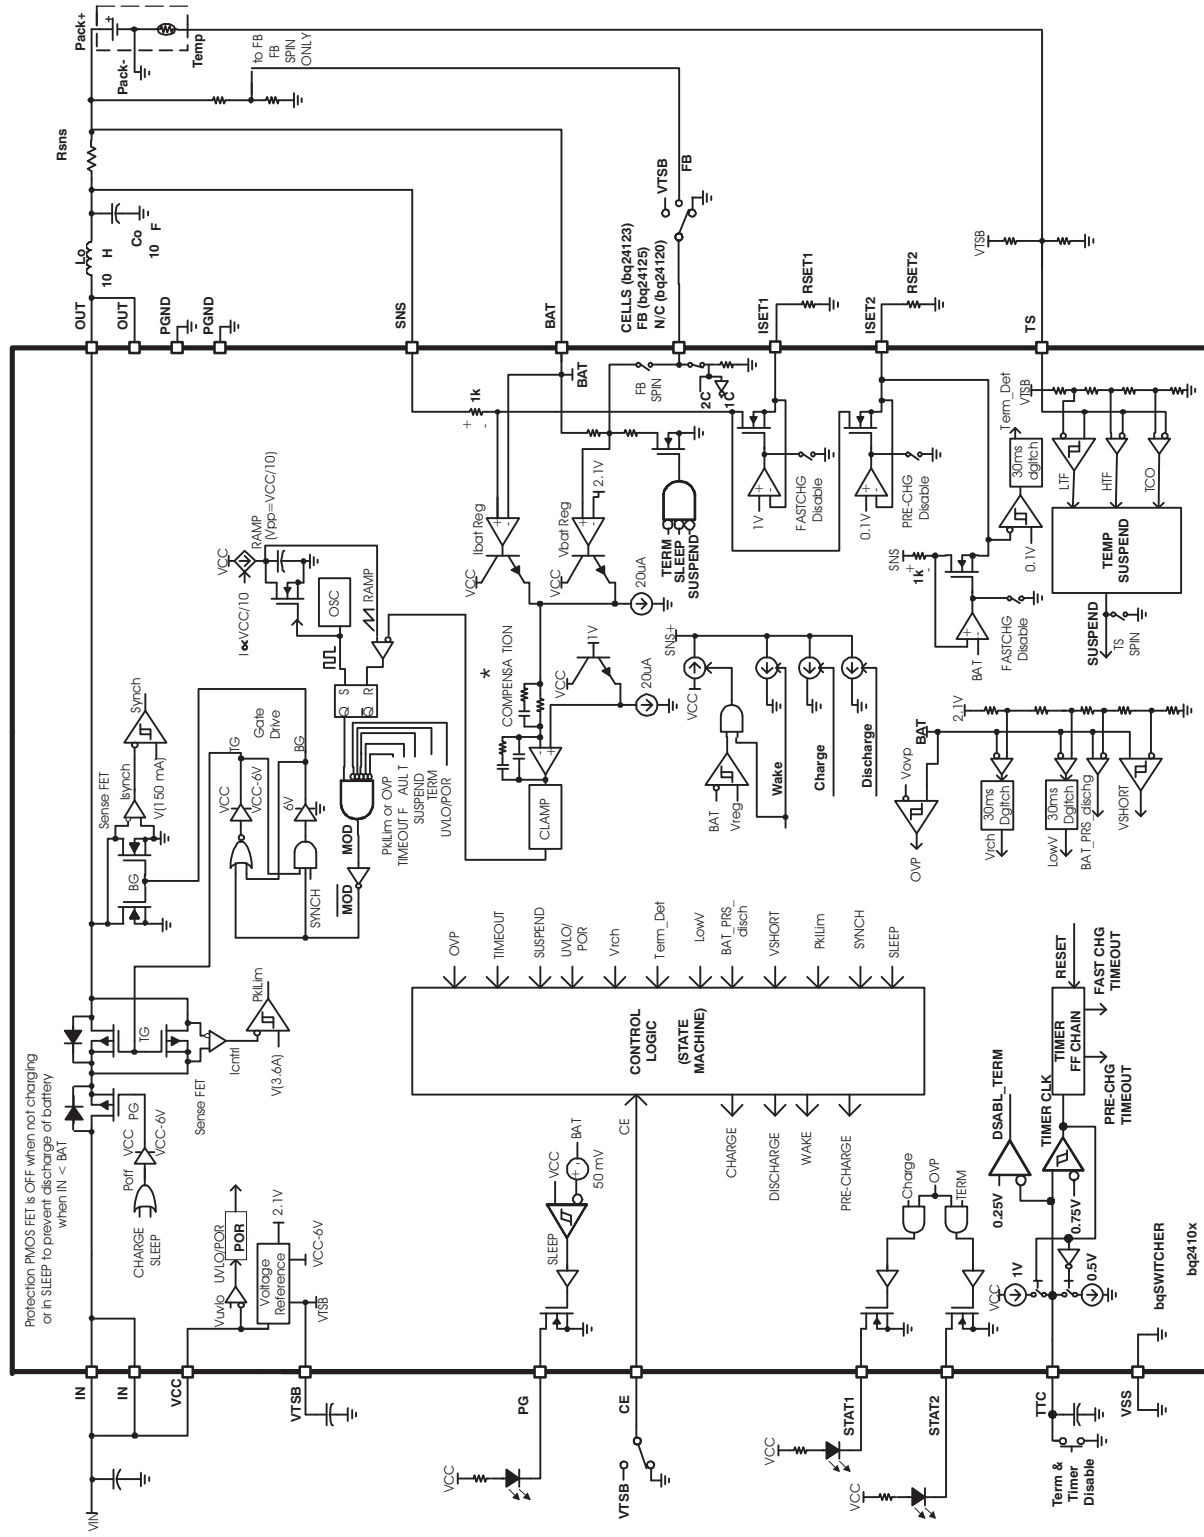 Pack+
Pack-
Temp
to FB
FB
SPIN
ONLY
Rsns
Lo
10 H
Co
10 F
OUT
OUT
PGND
PGND
SNS
BAT
VTSB
FB
CELLS (bq24123)
FB (bq24125)
N/C (bq24120)
ISET1
RSET1
ISET2
RSET2
VTSB
TS
Protection PMOS FET is OFF when not charging
or in SLEEP to prevent discharge of battery
when IN < BAT
CHARGE
SLEEP
Poff
VCC
VCC-6V
PG
TG
Sense FET
Icntrl
V(3.6A)
PkILim
Sense FET
BG
Isynch
V(150 mA)
Synch
TG
VCC
VCC-6V
Gate
Drive
BG
6V
SYNCH
MOD
MOD
PkILim or OVP
TIMEOUT
F AUL T
SUSPEND
TERM
UVLO/POR
S
Q
R
Q
OSC
RAMP
I∝VCC/10
VCC
RAMP
(Vpp=VCC/10)
+ 1k -
BAT
Ibat Reg
+
-
VCC
Vbat Reg
+
-
VCC
2.1V
TERM
SLEEP
SUSPEND
20uA
FB
SPIN
2C
1C
* COMPENSA TION
VCC
1V
20uA
-
+
CLAMP
1V
+
-
FASTCHG
Disable
0.1V
+
-
PRE-CHG
Disable
SNS
+
1k
-
BAT
+
-
FASTCHG
Disable
0.1V
30ms
dgltch
Term_Det
VTSB
LTF
HTF
TCO
TEMP
SUSPEND
SUSPEND
TS
SPIN
SNS+
VCC
BAT
Vreg
Wake
Charge
Discharge
Vovp
OVP
BAT
2.1V
30ms
Dgltch
Vrch
30ms
Dgltch
LowV
BAT_PRS_dischg
VSHORT
OVP
TIMEOUT
SUSPEND
UVLO/
POR
Vrch
Term_Det
LowV
BAT_PRS_
disch
VSHORT
PkILim
SYNCH
SLEEP
CONTROL
LOGIC
(STATE
MACHINE)
CE
CHARGE
DISCHARGE
WAKE
PRE-CHARGE
Vuvlo
UVLO/POR
POR
Voltage
Reference
2.1V
VCC-6V
VTSB
VCC
BAT
+
-
50 mV
SLEEP
Charge
OVP
TERM
DSABL_TERM
0.25V
TIMER CLK
0.75V
TIMER
FF CHAIN
RESET
FAST CHG
TIMEOUT
PRE-CHG
TIMEOUT
VCC
1V
0.5V
bqSWITCHER
bq2410x
VIN
IN
IN
VCC
VTSB
PG
VCC
CE
VTSB
STAT1
VCC
STAT2
VCC
TTC
Term &
Timer
Disable
VSS